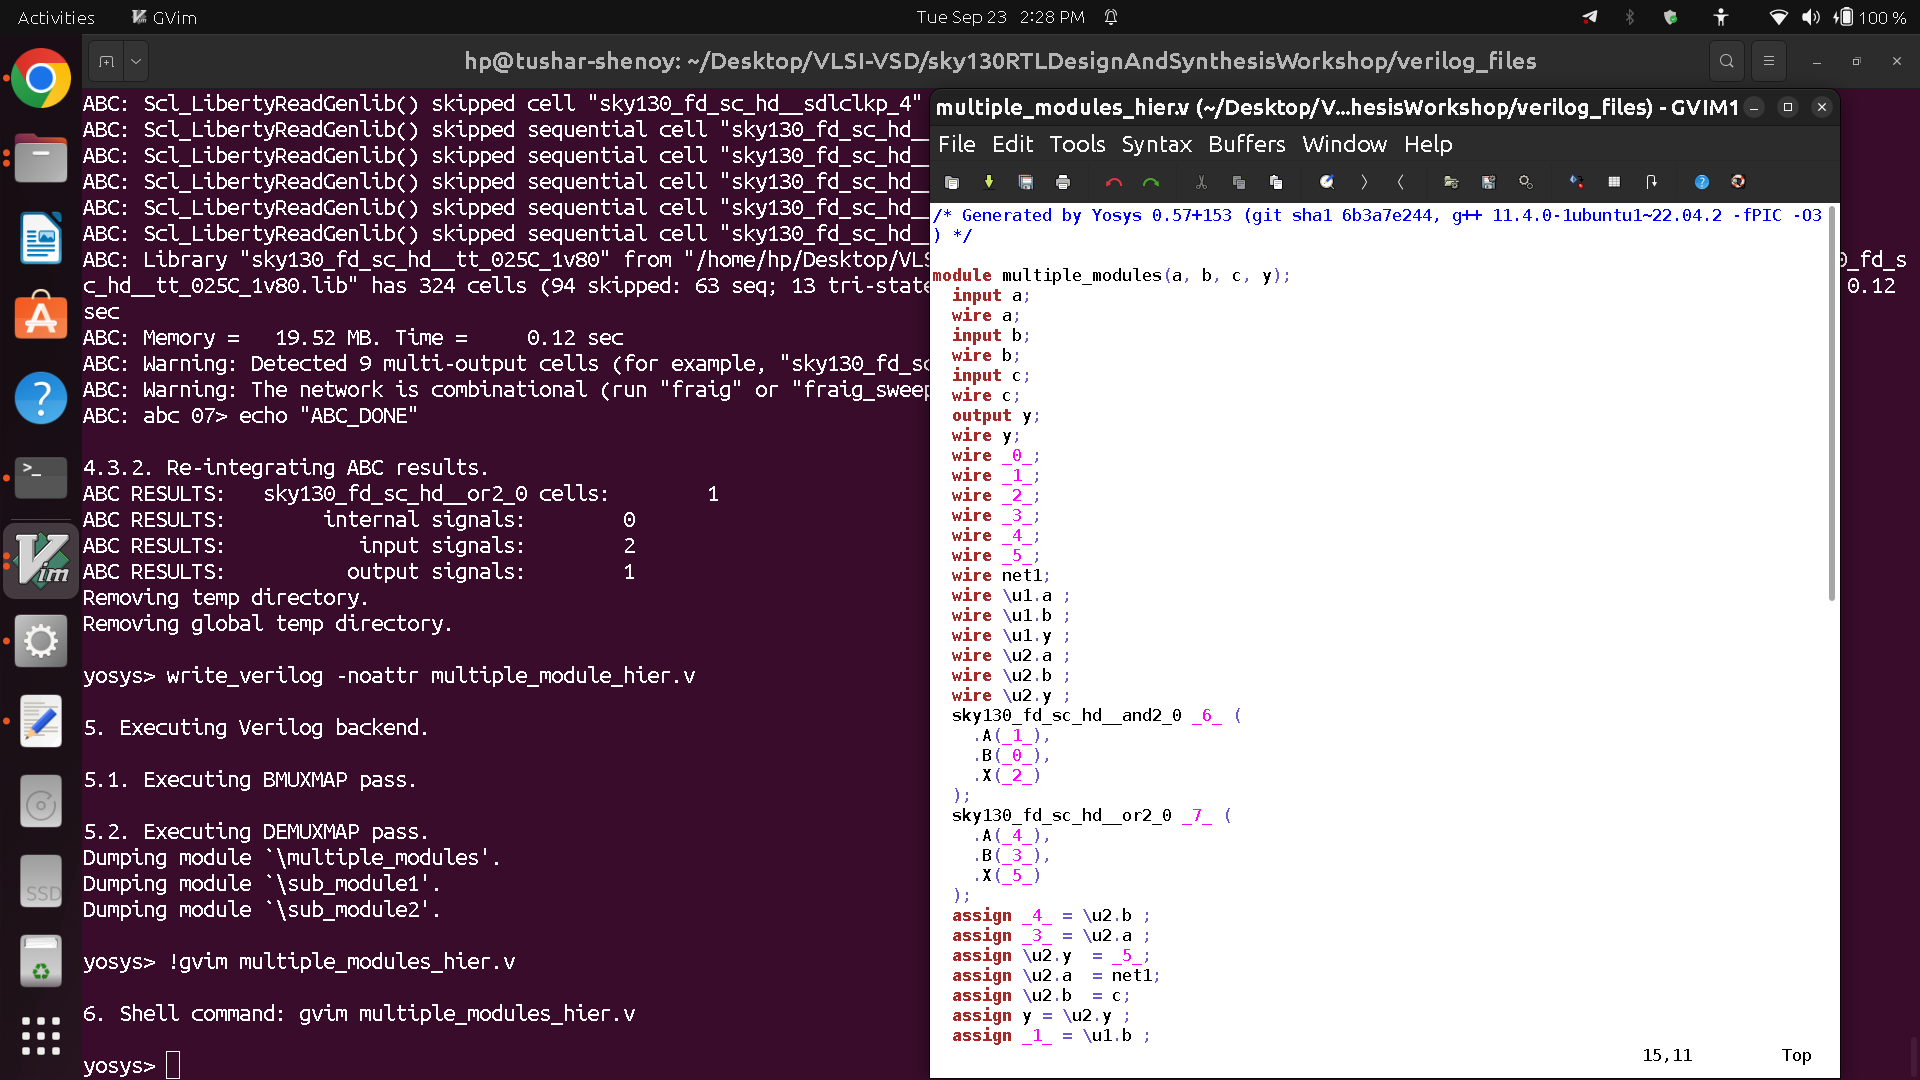 Activities
GVim
Tue Sep 23 2:28 PM
100 %
hp@tushar-shenoy: ~/Desktop/VLSI-VSD/sky130RTLDesignAndSynthesisWorkshop/verilog_files
ABC: Scl_LibertyReadGenlib() skipped cell "sky130_fd_sc_hd__sdlclkp_4"
ABC: Scl_LibertyReadGenlib() skipped sequential cell "sky130_fd_sc_hd__
ABC: Scl_LibertyReadGenlib() skipped sequential cell "sky130_fd_sc_hd__
ABC: Scl_LibertyReadGenlib() skipped sequential cell "sky130_fd_sc_hd__
ABC: Scl_LibertyReadGenlib() skipped sequential cell "sky130_fd_sc_hd__
ABC: Scl_LibertyReadGenlib() skipped sequential cell "sky130_fd_sc_hd__
ABC: Library "sky130_fd_sc_hd__tt_025C_1v80" from "/home/hp/Desktop/VLS
0_fd_s
c_hd__tt_025C_1v80.lib" has 324 cells (94 skipped: 63 seq; 13 tri-state
0.12
sec
ABC: Memory =   19.52 MB. Time =     0.12 sec
ABC: Warning: Detected 9 multi-output cells (for example, "sky130_fd_sc
ABC: Warning: The network is combinational (run "fraig" or "fraig_sweep
ABC: abc 07> echo "ABC_DONE"
4.3.2. Re-integrating ABC results.
ABC RESULTS:   sky130_fd_sc_hd__or2_0 cells:        1
ABC RESULTS:        internal signals:        0
ABC RESULTS:           input signals:        2
ABC RESULTS:          output signals:        1
Removing temp directory.
Removing global temp directory.
yosys> write_verilog -noattr multiple_module_hier.v
5. Executing Verilog backend.
5.1. Executing BMUXMAP pass.
5.2. Executing DEMUXMAP pass.
Dumping module `\multiple_modules'.
Dumping module `\sub_module1'.
Dumping module `\sub_module2'.
yosys> !gvim multiple_modules_hier.v
6. Shell command: gvim multiple_modules_hier.v
yosys>
SSD
multiple_modules_hier.v (~/Desktop/V...hesisWorkshop/verilog_files) - GVIM1
File Edit Tools Syntax Buffers Window Help
/* Generated by Yosys 0.57+153 (git sha1 6b3a7e244, g++ 11.4.0-1ubuntu1~22.04.2 -fPIC -O3
) */
module multiple_modules(a, b, c, y);
  input a;
  wire a;
  input b;
  wire b;
  input c;
  wire c;
  output y;
  wire y;
  wire _0_;
  wire _1_;
  wire _2_;
  wire _3_;
  wire _4_;
  wire _5_;
  wire net1;
  wire \u1.a ;
  wire \u1.b ;
  wire \u1.y ;
  wire \u2.a ;
  wire \u2.b ;
  wire \u2.y ;
  sky130_fd_sc_hd__and2_0 _6_ (
    .A(_1_),
    .B(_0_),
    .X(_2_)
  );
  sky130_fd_sc_hd__or2_0 _7_ (
    .A(_4_),
    .B(_3_),
    .X(_5_)
  );
  assign _4_ = \u2.b ;
  assign _3_ = \u2.a ;
  assign \u2.y  = _5_;
  assign \u2.a  = net1;
  assign \u2.b  = c;
  assign y = \u2.y ;
  assign _1_ = \u1.b ;
15,11
Top